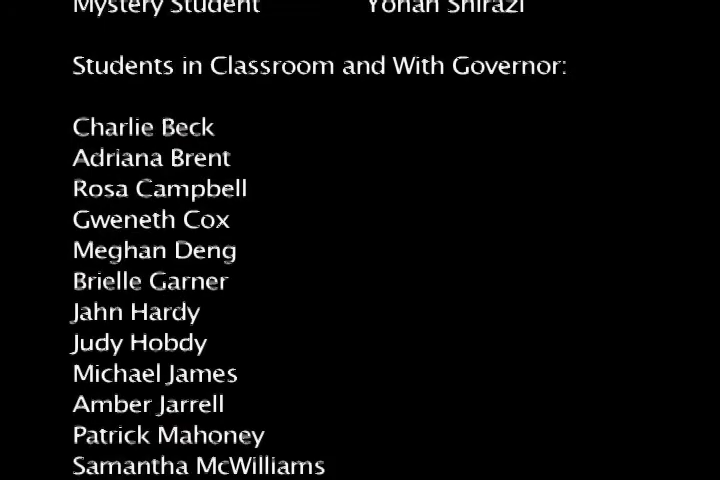 Mystery Student Yohan Shirazi
Students in Classroom and With Governor:
Charlie Beck
Adriana Brent
Rosa Campbell
Gweneth Cox
Meghan Deng
Brielle Garner
Jahn Hardy
Judy Hobdy
Michael James
Amber Jarrell
Patrick Mahoney
Samantha McWilliams